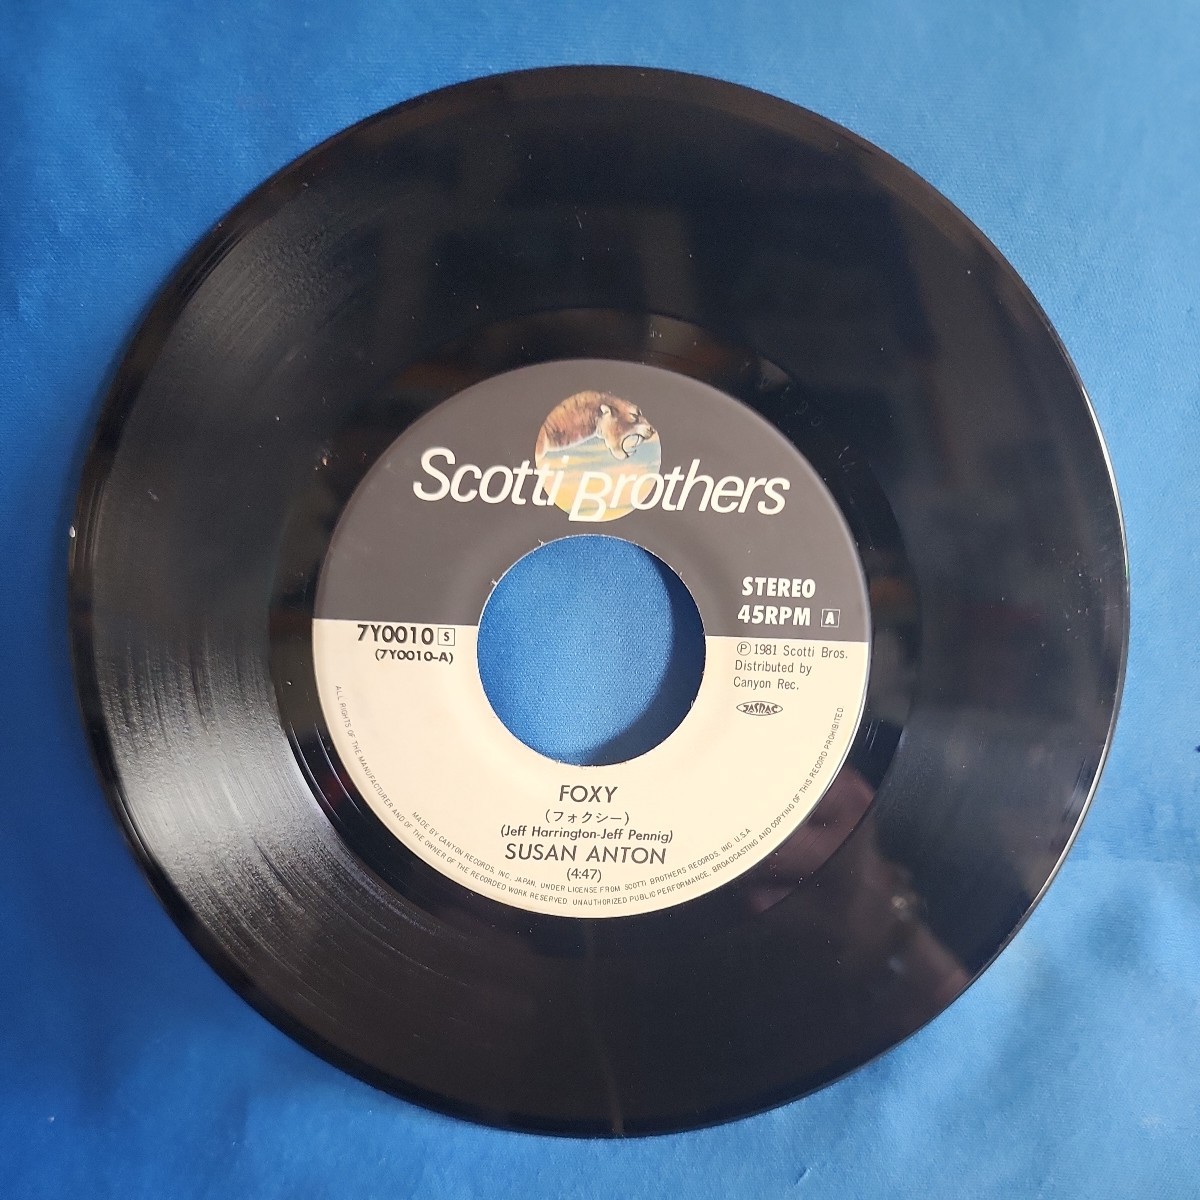 Scotti Brothers
STEREO
45RPM A
7Y0010 S
(7Y0010-A)
Ⓟ 1981 Scotti Bros.
Distributed by
Canyon Rec.
JASRAC
FOXY
(フォクシー)
(Jeff Harrington-Jeff Pennig)
SUSAN ANTON
(4:47)
MADE BY CANYON RECORDS, INC. JAPAN, UNDER LICENSE FROM SCOTTI BROTHERS RECORDS, INC. U.S.A
ALL RIGHTS OF THE MANUFACTURER AND OF THE OWNER OF THE RECORDED WORK RESERVED UNAUTHORIZED PUBLIC PERFORMANCE, BROADCASTING AND COPYING OF THIS RECORD PROHIBITED